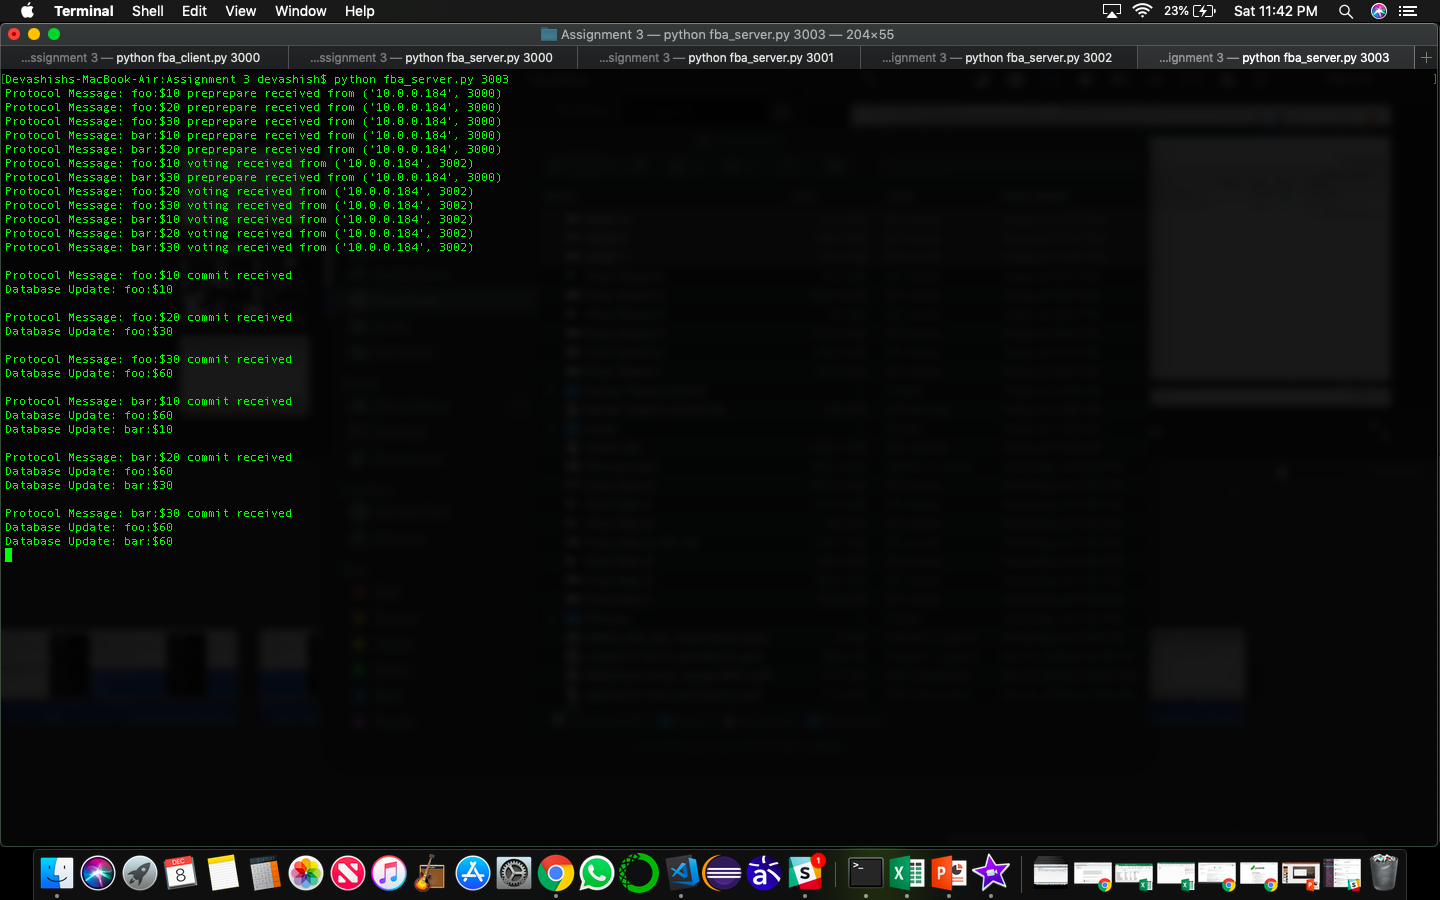 Terminal Shell Edit View Window Help 23% Sat 11:42 PM
Assignment 3 — python fba_server.py 3003 — 204×55
...ssignment 3 — python fba_client.py 3000 ...ssignment 3 — python fba_server.py 3000 ...signment 3 — python fba_server.py 3001 ...ignment 3 — python fba_server.py 3002 ...ignment 3 — python fba_server.py 3003 +
[Devashishs-MacBook-Air:Assignment 3 devashish$ python fba_server.py 3003 ]
Protocol Message: foo:$10 preprepare received from ('10.0.0.184', 3000)
Protocol Message: foo:$20 preprepare received from ('10.0.0.184', 3000)
Protocol Message: foo:$30 preprepare received from ('10.0.0.184', 3000)
Protocol Message: bar:$10 preprepare received from ('10.0.0.184', 3000)
Protocol Message: bar:$20 preprepare received from ('10.0.0.184', 3000)
Protocol Message: foo:$10 voting received from ('10.0.0.184', 3002)
Protocol Message: bar:$30 preprepare received from ('10.0.0.184', 3000)
Protocol Message: foo:$20 voting received from ('10.0.0.184', 3002)
Protocol Message: foo:$30 voting received from ('10.0.0.184', 3002)
Protocol Message: bar:$10 voting received from ('10.0.0.184', 3002)
Protocol Message: bar:$20 voting received from ('10.0.0.184', 3002)
Protocol Message: bar:$30 voting received from ('10.0.0.184', 3002)
Protocol Message: foo:$10 commit received
Database Update: foo:$10
Protocol Message: foo:$20 commit received
Database Update: foo:$30
Protocol Message: foo:$30 commit received
Database Update: foo:$60
Protocol Message: bar:$10 commit received
Database Update: foo:$60
Database Update: bar:$10
Protocol Message: bar:$20 commit received
Database Update: foo:$60
Database Update: bar:$30
Protocol Message: bar:$30 commit received
Database Update: foo:$60
Database Update: bar:$60
DEC
8
1